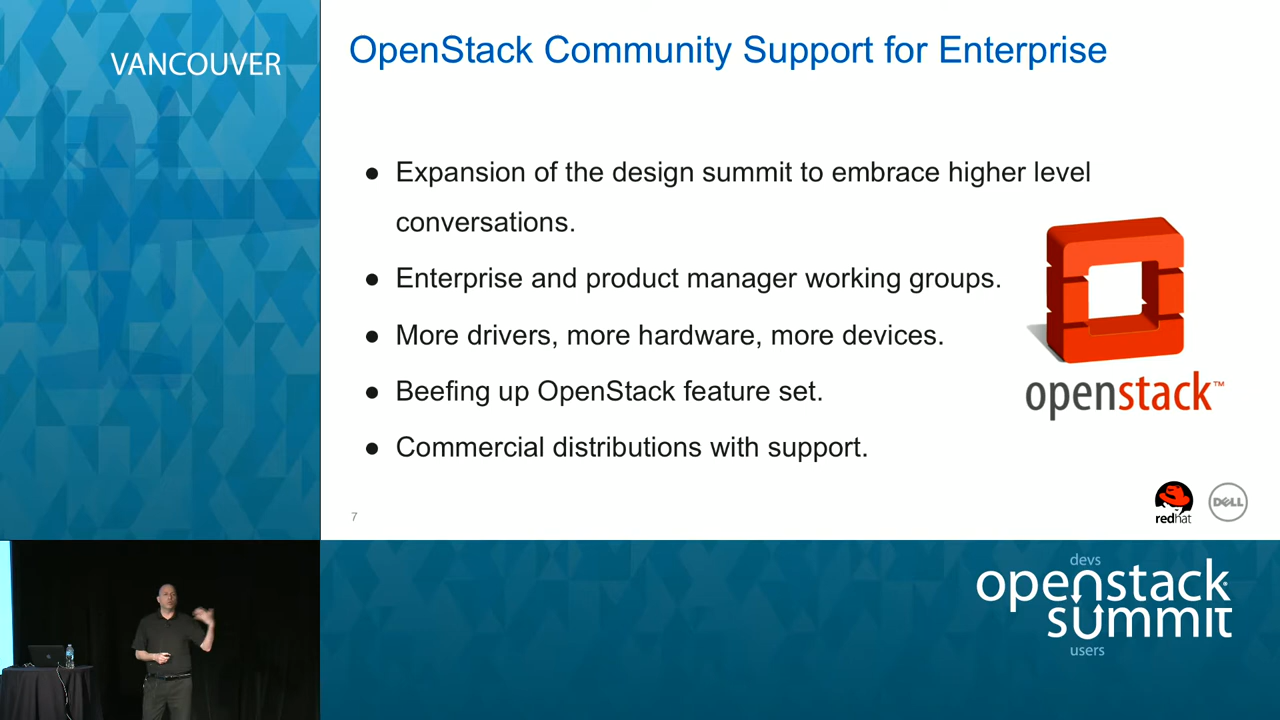 VANCOUVER
OpenStack Community Support for Enterprise
● Expansion of the design summit to embrace higher level
conversations.
● Enterprise and product manager working groups.
● More drivers, more hardware, more devices.
● Beefing up OpenStack feature set.
● Commercial distributions with support.
openstack™
redhat
DELL
7
devs
openstack
summit
users